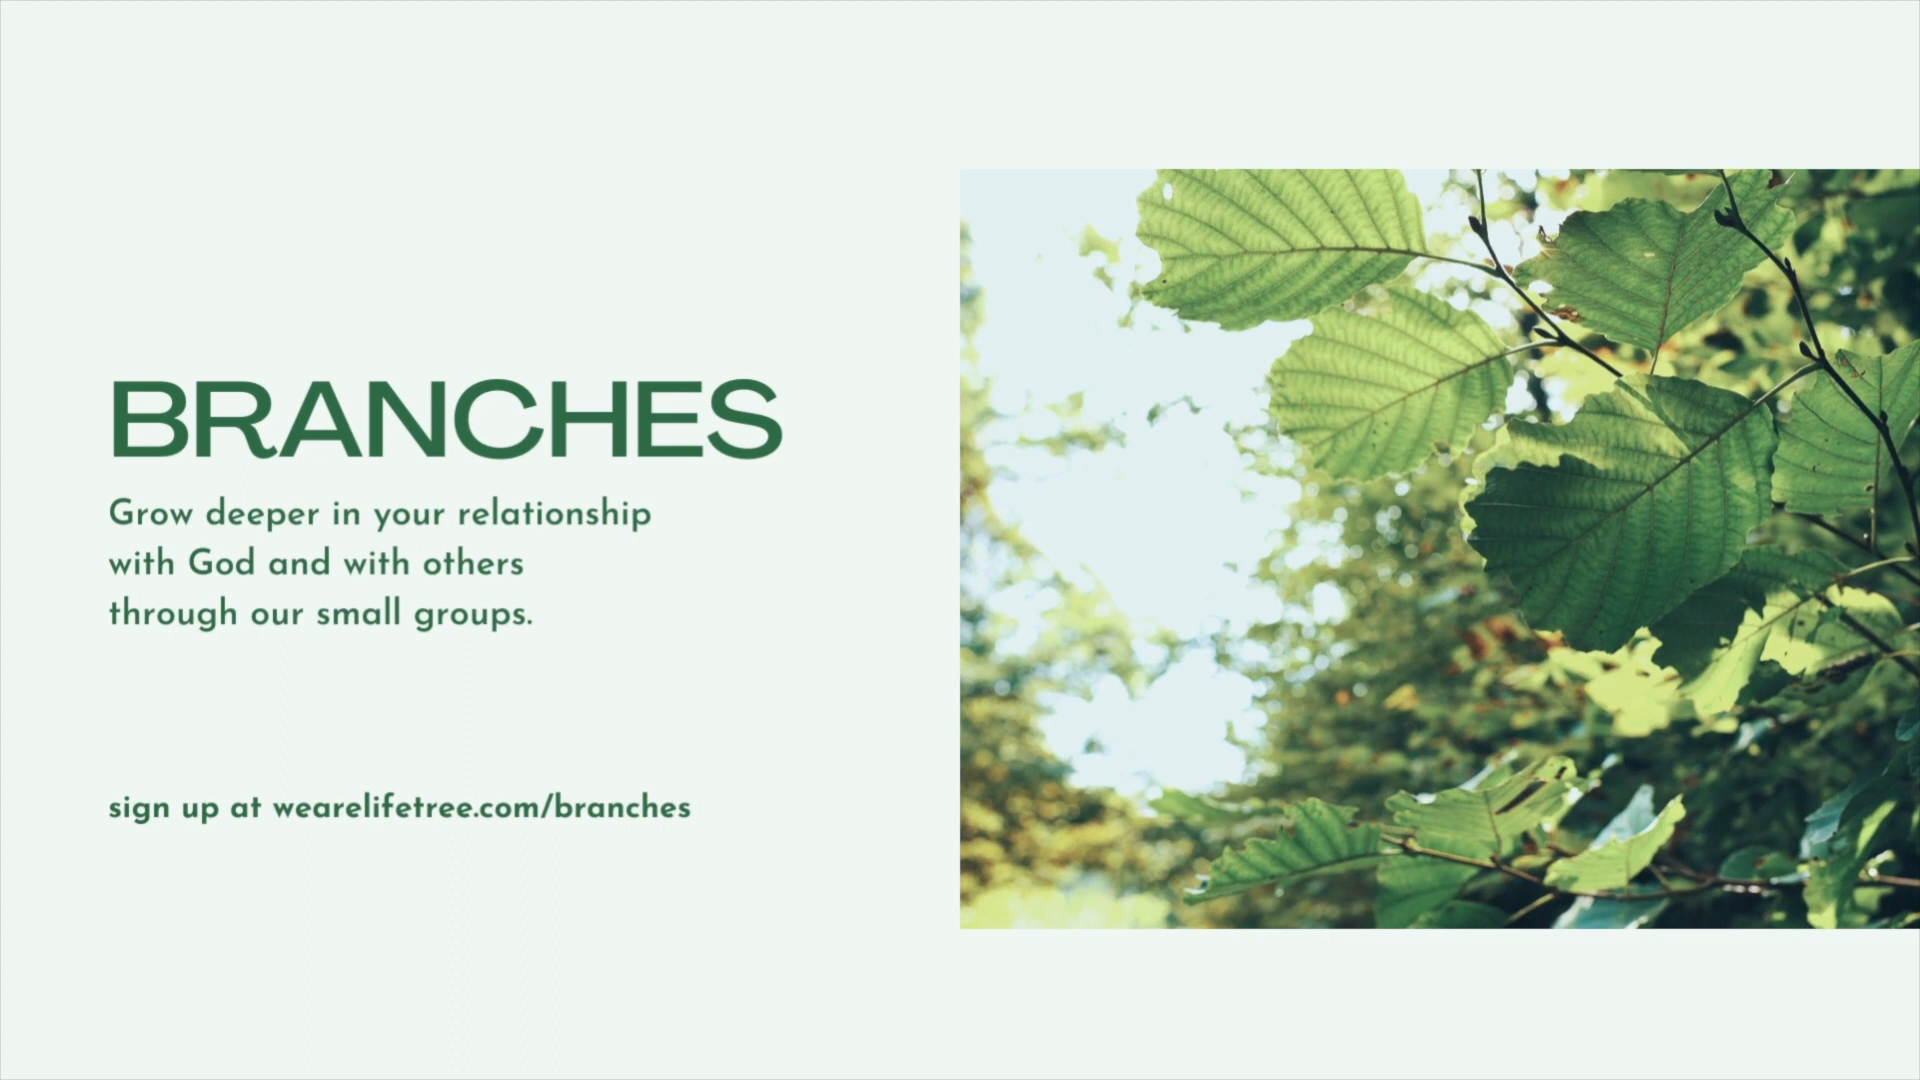 BRANCHES
Grow deeper in your relationship
with God and with others
through our small groups.
sign up at wearelifetree.com/branches